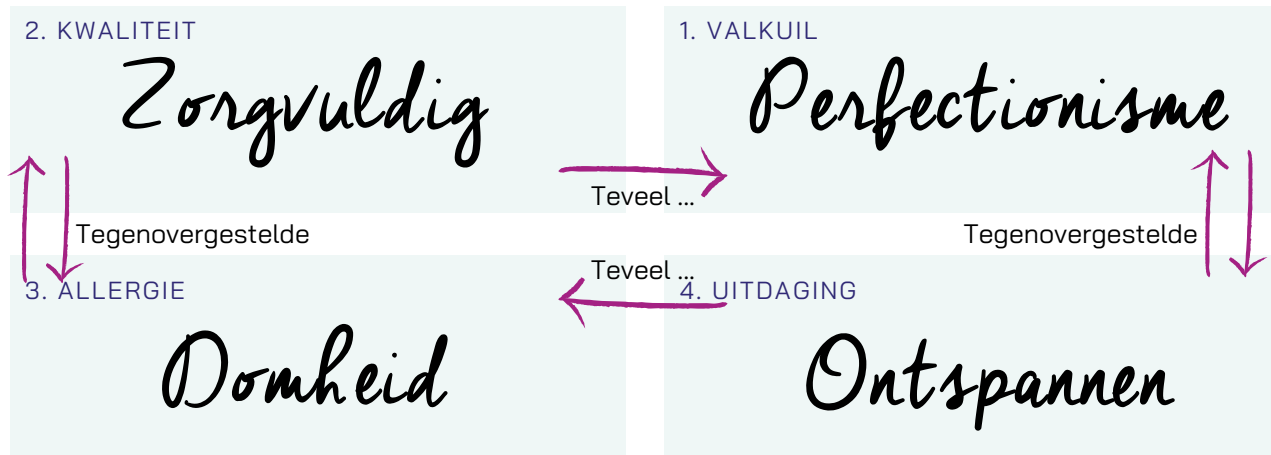 2. KWALITEIT
Zorgvuldig
1. VALKUIL
Perfectionisme
Teveel ...
Tegenovergestelde
Tegenovergestelde
Teveel ...
3. ALLERGIE
Domheid
4. UITDAGING
Ontspannen